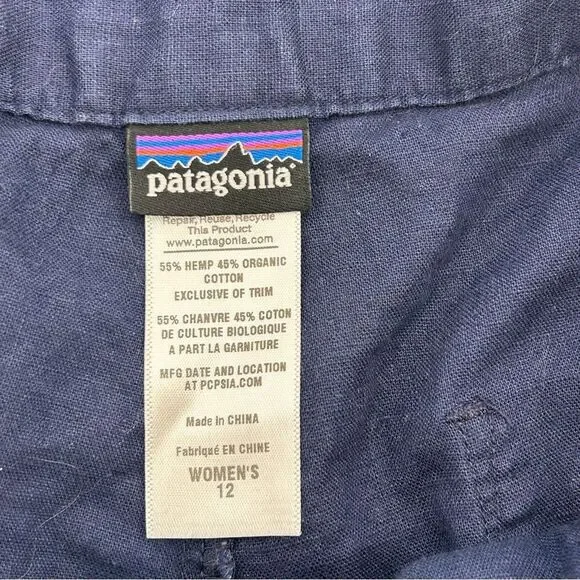 patagonia
Repair, Reuse, Recycle
This Product
www.patagonia.com
55% HEMP 45% ORGANIC
COTTON
EXCLUSIVE OF TRIM
55% CHANVRE 45% COTON
DE CULTURE BIOLOGIQUE
A PART LA GARNITURE
MFG DATE AND LOCATION
AT PCPSIA.COM
Made in CHINA
Fabriqué EN CHINE
WOMEN'S
12